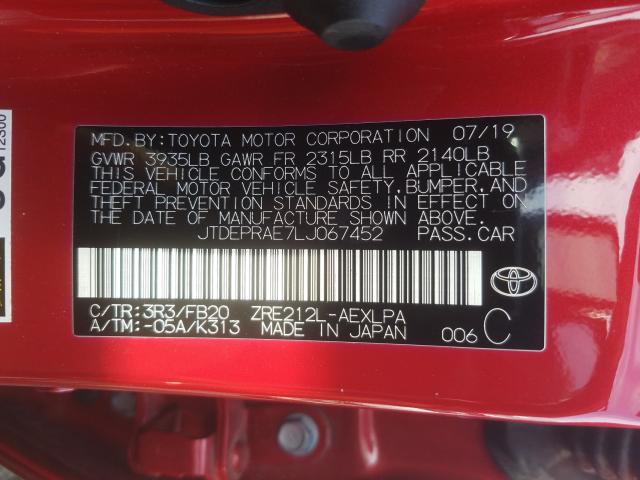 MFD.BY:TOYOTA MOTOR CORPORATION 07/19
GVWR 3935LB GAWR FR 2315LB RR 2140LB
THIS VEHICLE CONFORMS TO ALL APPLICABLE
FEDERAL MOTOR VEHICLE SAFETY,BUMPER,AND
THEFT PREVENTION STANDARDS IN EFFECT ON
THE DATE OF MANUFACTURE SHOWN ABOVE.
JTDEPRAE7LJ067452 PASS.CAR
C/TR:3R3/FB20 ZRE212L-AEXLPA
A/TM:-05A/K313 MADE IN JAPAN 006 C